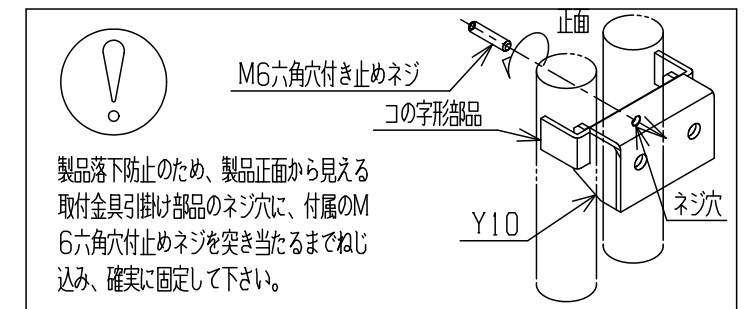 正面
M6六角穴付き止めネジ
コの字形部品
製品落下防止のため、製品正面から見える
取付金具引掛け部品のネジ穴に、付属のM
6六角穴付止めネジを突き当たるまでねじ
込み、確実に固定して下さい。
Y10
ネジ穴